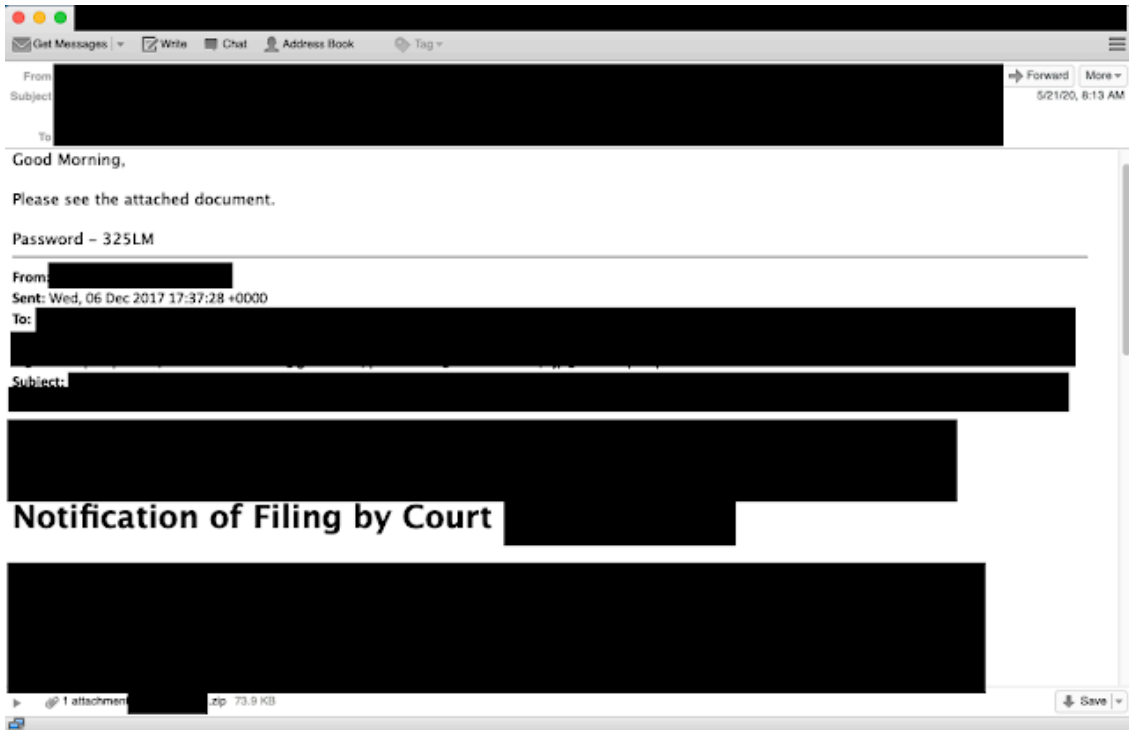 Get Messages Write Chat Address Book Tag
From Forward More
Subject 5/21/20, 8:13 AM
To
Good Morning,
Please see the attached document.
Password – 325LM
From:
Sent: Wed, 06 Dec 2017 17:37:28 +0000
To:
Subject:
Notification of Filing by Court
1 attachment .zip 73.9 KB Save